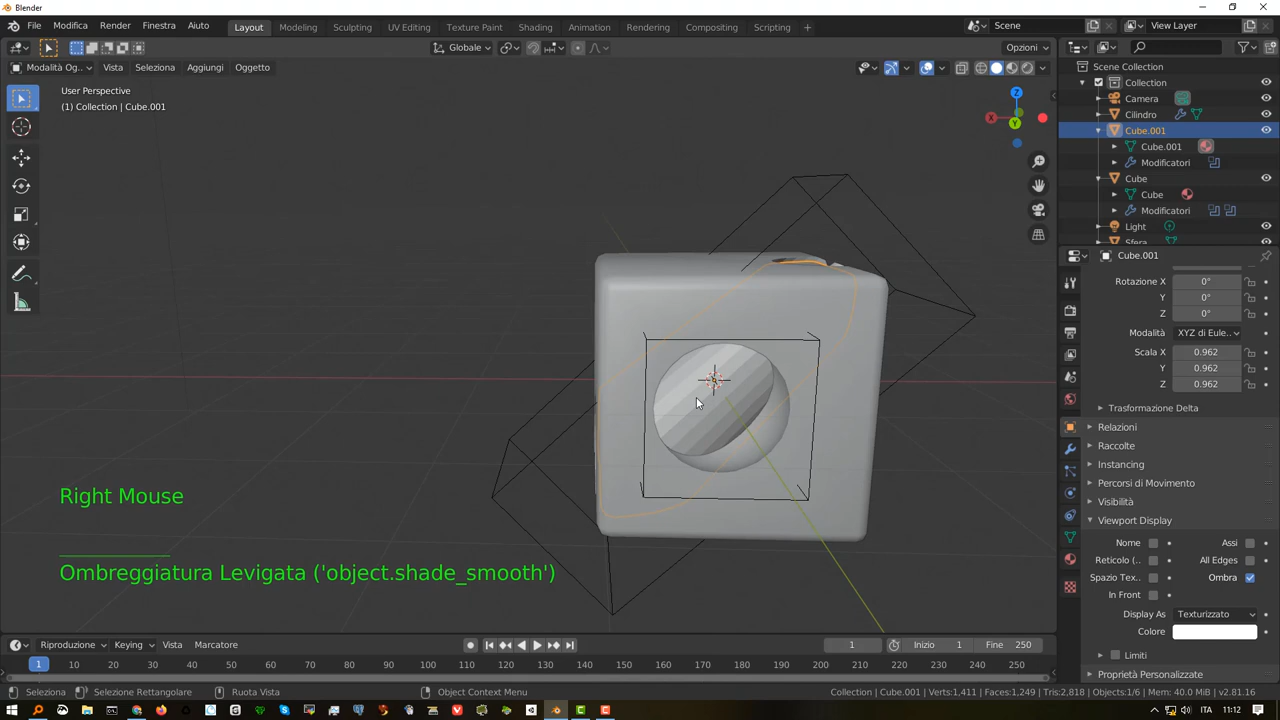 Blender
File Modifica Render Finestra Aiuto Layout Modeling Sculpting UV Editing Texture Paint Shading Animation Rendering Compositing Scripting + Scene View Layer
Globale Opzioni
Modalità Og... Vista Seleziona Aggiungi Oggetto
User Perspective
(1) Collection | Cube.001
Z
X
Y
Scene Collection
Collection
Camera
Cilindro
Cube.001
Cube.001
Modificatori
Cube
Cube
Modificatori
Light
Sfera
Cube.001
Rotazione X 0°
Y 0°
Z 0°
Modalità XYZ di Eule...
Scala X 0.962
Y 0.962
Z 0.962
Trasformazione Delta
Relazioni
Raccolte
Instancing
Percorsi di Movimento
Visibilità
Viewport Display
Nome Assi
Reticolo (.. All Edges
Spazio Tex.. Ombra
In Front
Display As Texturizzato
Colore
Limiti
Proprietà Personalizzate
Right Mouse
Ombreggiatura Levigata ('object.shade_smooth')
Riproduzione Keying Vista Marcatore 1 Inizio 1 Fine 250
1 10 20 30 40 50 60 70 80 90 100 110 120 130 140 150 160 170 180 190 200 210 220 230 240 250
Seleziona Selezione Rettangolare Ruota Vista Object Context Menu Collection | Cube.001 | Verts:1,411 | Faces:1,249 | Tris:2,818 | Objects:1/6 | Mem: 40.0 MiB | v2.81.16
ITA 11:12